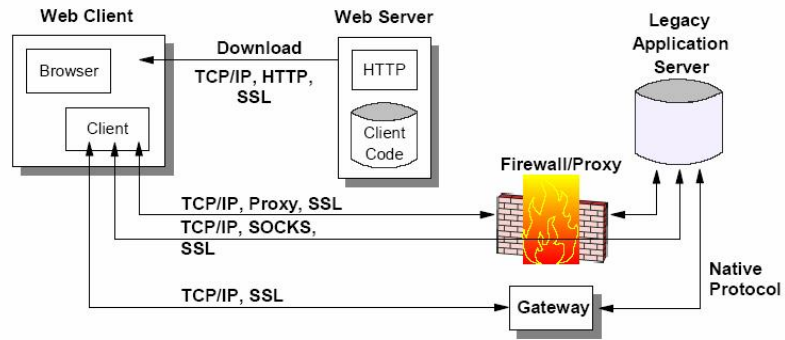 Web Client
Web Server
Legacy
Application
Server
Browser
Download
TCP/IP, HTTP,
SSL
HTTP
Client
Client
Code
Firewall/Proxy
TCP/IP, Proxy, SSL
TCP/IP, SOCKS,
SSL
Native
Protocol
TCP/IP, SSL
Gateway